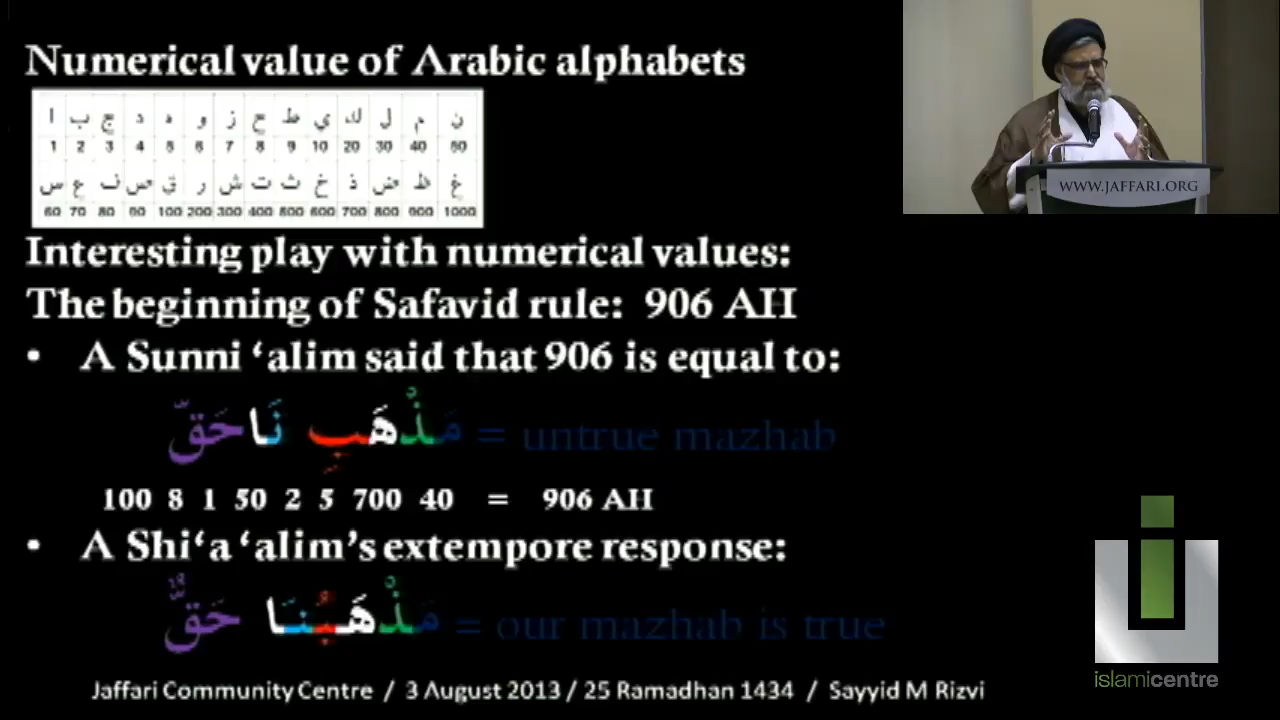 Numerical value of Arabic alphabets
ا ب ج د ه و ز ح ط ي ك ل م ن
1 2 3 4 5 6 7 8 9 10 20 30 40 50
س ع ف ص ق ر ش ت ث خ ذ ض ظ غ
60 70 80 90 100 200 300 400 500 600 700 800 900 1000
Interesting play with numerical values:
The beginning of Safavid rule: 906 AH
• A Sunni ‘alim said that 906 is equal to:
مَذْهَبِ نَاحَقّ = untrue mazhab
100 8 1 50 2 5 700 40 = 906 AH
• A Shi‘a ‘alim’s extempore response:
مَذْهَبُنَا حَقٌّ = our mazhab is true
Jaffari Community Centre / 3 August 2013 / 25 Ramadhan 1434 / Sayyid M Rizvi
WWW.JAFFARI.ORG
islamicentre